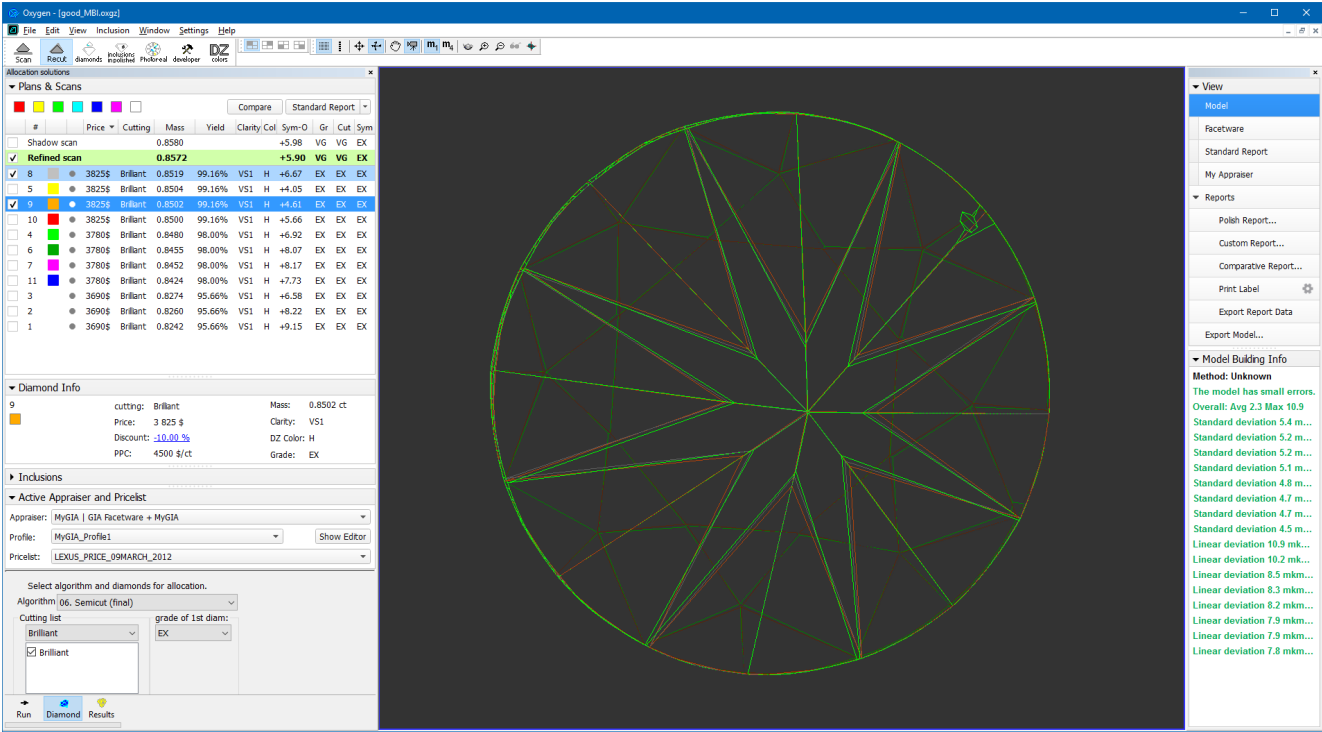 Oxygen - [good_MBI.oxgz]
File Edit View Inclusion Window Settings Help
Scan Recut diamonds inclusions in polished Photoreal developer DZ colors m1 m4
Allocation solutions
Plans & Scans
Compare Standard Report
# Price Cutting Mass Yield Clarity Col Sym-O Gr Cut Sym
Shadow scan 0.8580 +5.98 VG VG EX
Refined scan 0.8572 +5.90 VG VG EX
8 3825$ Brilliant 0.8519 99.16% VS1 H +6.67 EX EX EX
5 3825$ Brilliant 0.8504 99.16% VS1 H +4.05 EX EX EX
9 3825$ Brilliant 0.8502 99.16% VS1 H +4.61 EX EX EX
10 3825$ Brilliant 0.8500 99.16% VS1 H +5.66 EX EX EX
4 3780$ Brilliant 0.8480 98.00% VS1 H +6.92 EX EX EX
6 3780$ Brilliant 0.8455 98.00% VS1 H +8.07 EX EX EX
7 3780$ Brilliant 0.8452 98.00% VS1 H +8.17 EX EX EX
11 3780$ Brilliant 0.8424 98.00% VS1 H +7.73 EX EX EX
3 3690$ Brilliant 0.8274 95.66% VS1 H +6.58 EX EX EX
2 3690$ Brilliant 0.8260 95.66% VS1 H +8.22 EX EX EX
1 3690$ Brilliant 0.8242 95.66% VS1 H +9.15 EX EX EX
Diamond Info
9 cutting: Brilliant Mass: 0.8502 ct
Price: 3 825 $ Clarity: VS1
Discount: -10.00 % DZ Color: H
PPC: 4500 $/ct Grade: EX
Inclusions
Active Appraiser and Pricelist
Appraiser: MyGIA | GIA Facetware + MyGIA
Profile: MyGIA_Profile1 Show Editor
Pricelist: LEXUS_PRICE_09MARCH_2012
Select algorithm and diamonds for allocation.
Algorithm 06. Semicut (final)
Cutting list grade of 1st diam:
Brilliant EX
Brilliant
Run Diamond Results
View
Model
Facetware
Standard Report
My Appraiser
Reports
Polish Report...
Custom Report...
Comparative Report...
Print Label
Export Report Data
Export Model...
Model Building Info
Method: Unknown
The model has small errors.
Overall: Avg 2.3 Max 10.9
Standard deviation 5.4 m...
Standard deviation 5.2 m...
Standard deviation 5.2 m...
Standard deviation 5.1 m...
Standard deviation 4.8 m...
Standard deviation 4.7 m...
Standard deviation 4.7 m...
Standard deviation 4.5 m...
Linear deviation 10.9 mk...
Linear deviation 10.2 mk...
Linear deviation 8.5 mkm...
Linear deviation 8.3 mkm...
Linear deviation 8.2 mkm...
Linear deviation 7.9 mkm...
Linear deviation 7.9 mkm...
Linear deviation 7.8 mkm...